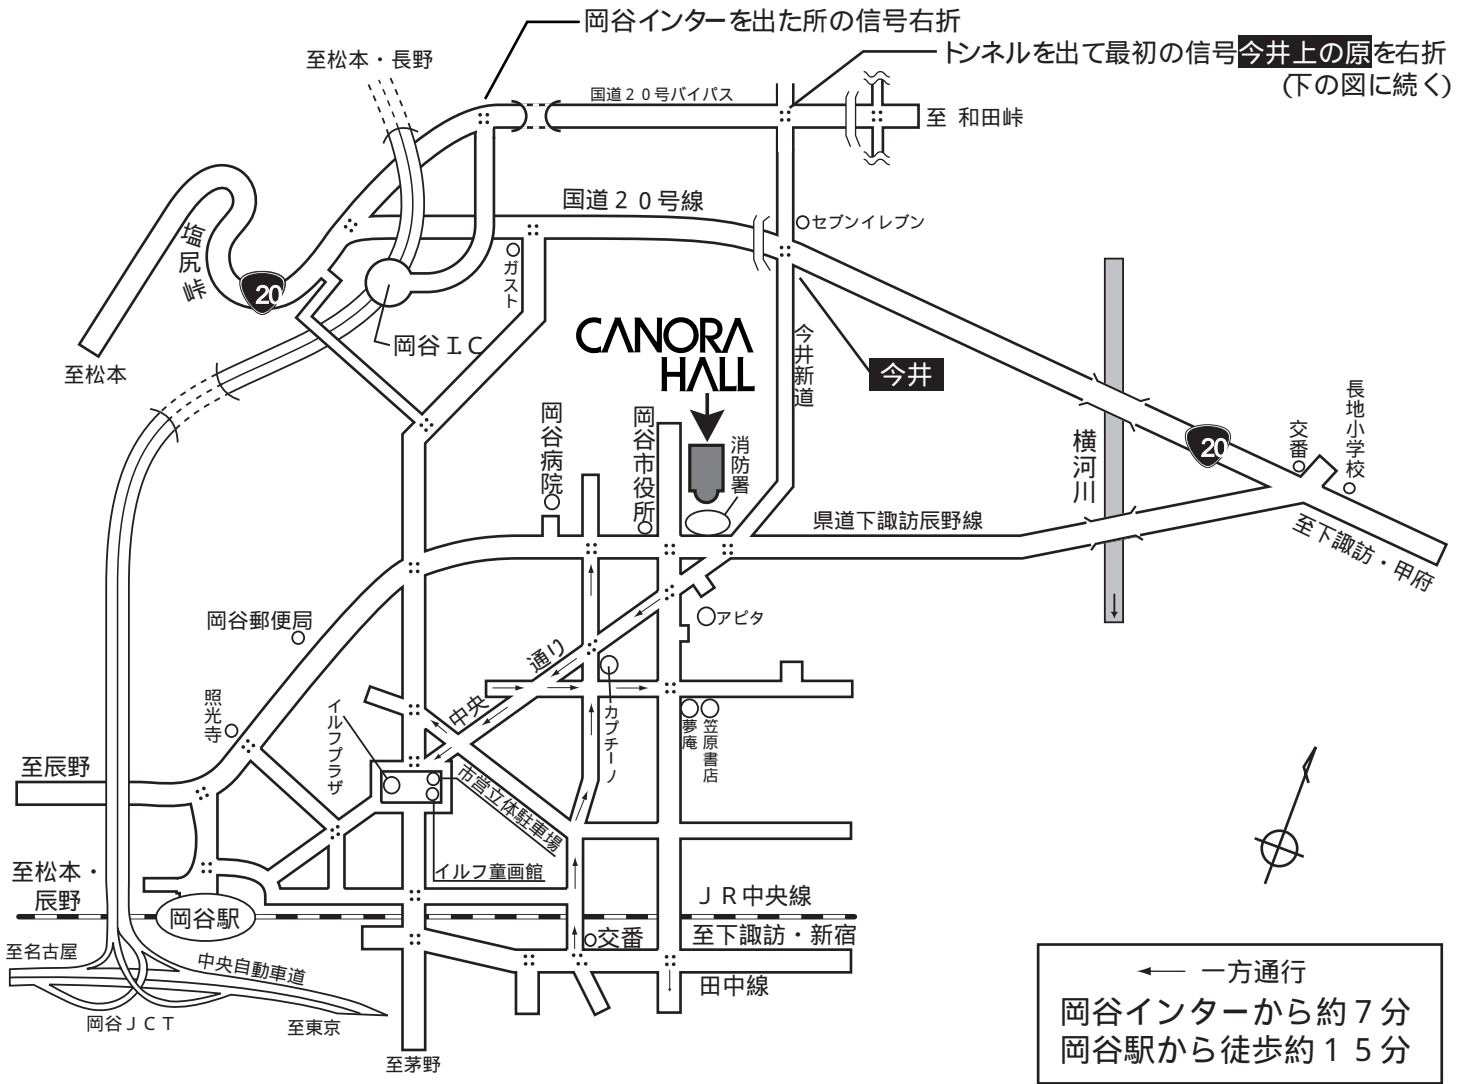 岡谷インターを出た所の信号右折
トンネルを出て最初の信号今井上の原を右折
(下の図に続く)
至松本・長野
国道20号バイパス
至 和田峠
国道20号線
セブンイレブン
塩尻峠
20
ガスト
岡谷I.C
至松本
CANORA
HALL
今井新道
今井
岡谷病院
岡谷市役所
消防署
横河川
20
交番
長地小学校
県道下諏訪辰野線
至下諏訪・甲府
岡谷郵便局
アピタ
通り
中央
照光寺
イルフプラザ
カプチーノ
夢庵
笠原書店
至辰野
市営立体駐車場
イルフ童画館
至松本・
辰野
岡谷駅
JR中央線
交番
至下諏訪・新宿
至名古屋
中央自動車道
田中線
岡谷JCT
至東京
至茅野
一方通行
岡谷インターから約7分
岡谷駅から徒歩約15分